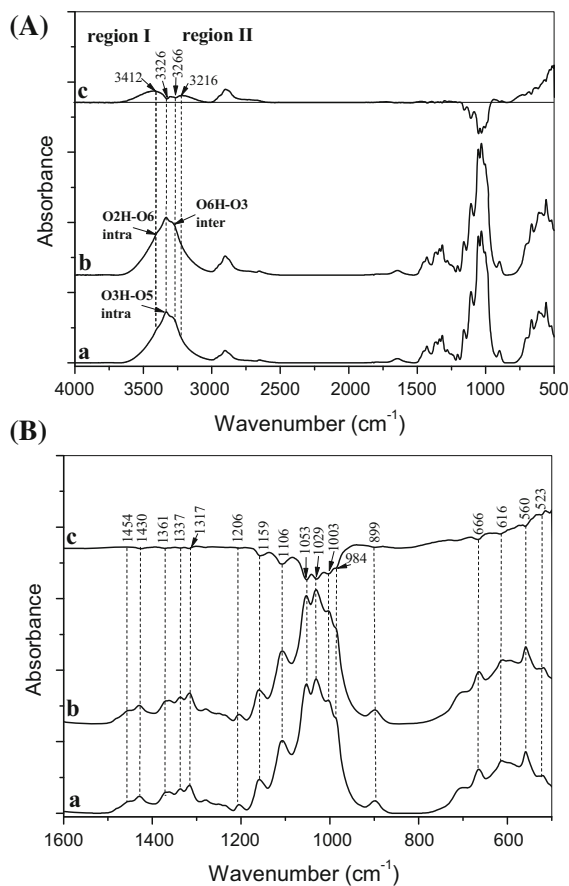 (A)
region I region II
3412 3326 3266 3216
c
O2H-O6
intra
O6H-O3
inter
b
O3H-O5
intra
a
Absorbance
4000 3500 3000 2500 2000 1500 1000 500
Wavenumber (cm⁻¹)
(B)
1454 1430 1361 1337 1317 1206 1159 1106 1053 1029 1003 984 899 666 616 560 523
c
b
a
Absorbance
1600 1400 1200 1000 800 600
Wavenumber (cm⁻¹)